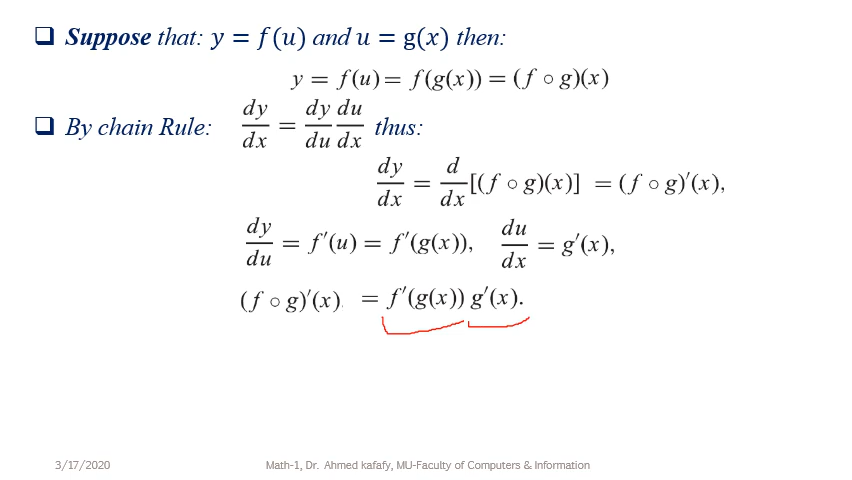 ❑ Suppose that: y = f(u) and u = g(x) then:
y = f(u) = f(g(x)) = (f ∘ g)(x)
❑ By chain Rule: dy/dx = dy/du du/dx thus:
dy/dx = d/dx [(f ∘ g)(x)] = (f ∘ g)′(x),
dy/du = f′(u) = f′(g(x)), du/dx = g′(x),
(f ∘ g)′(x) = f′(g(x)) g′(x).
3/17/2020 Math-1, Dr. Ahmed kafafy, MU-Faculty of Computers & Information